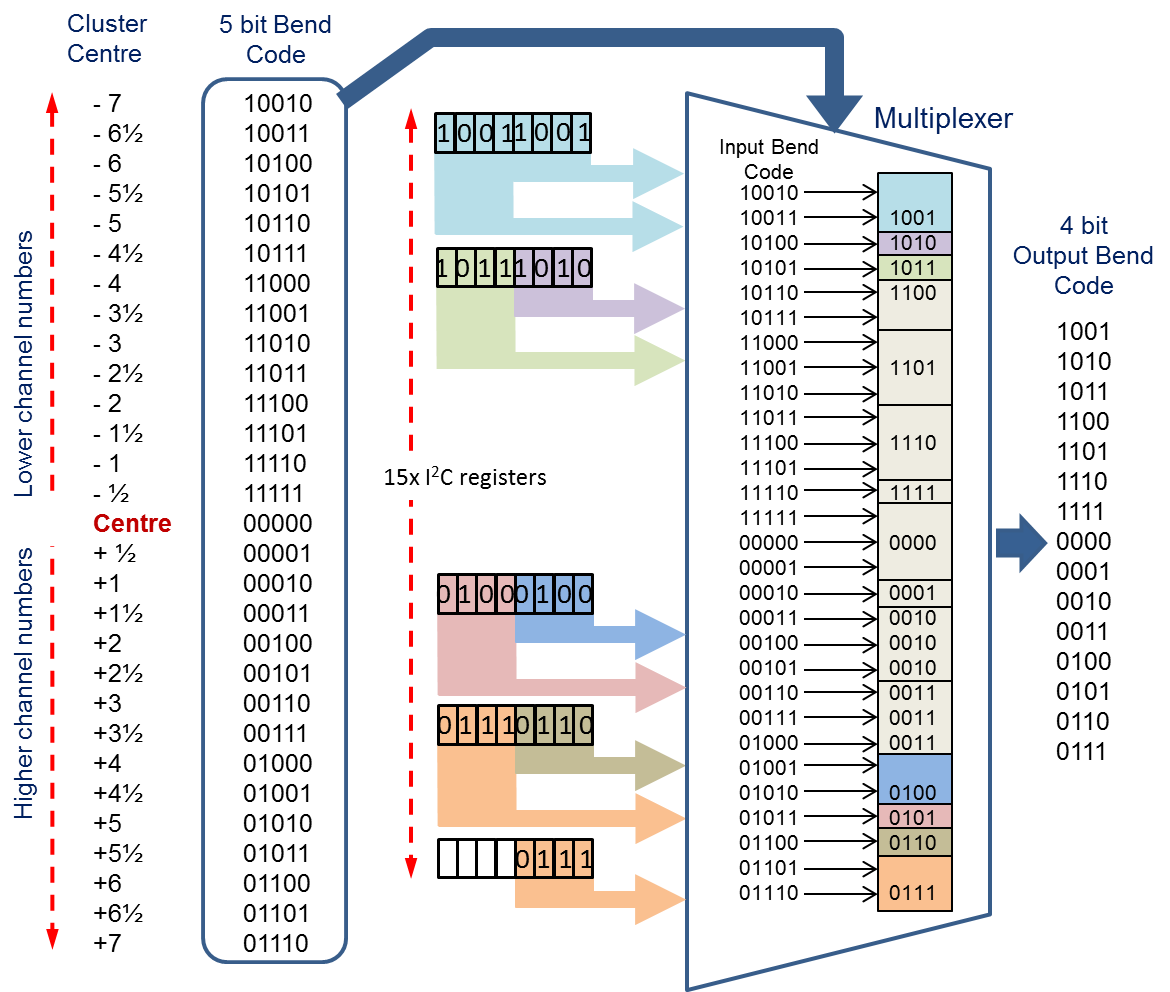 Cluster
Centre
5 bit Bend
Code
- 7 10010
- 6½ 10011
- 6 10100
- 5½ 10101
- 5 10110
- 4½ 10111
- 4 11000
- 3½ 11001
- 3 11010
- 2½ 11011
- 2 11100
- 1½ 11101
- 1 11110
- ½ 11111
Centre 00000
+ ½ 00001
+1 00010
+1½ 00011
+2 00100
+2½ 00101
+3 00110
+3½ 00111
+4 01000
+4½ 01001
+5 01010
+5½ 01011
+6 01100
+6½ 01101
+7 01110
Lower channel numbers
Higher channel numbers
1 0 0 1 1 0 0 1
1 0 1 1 1 0 1 0
15x I²C registers
0 1 0 0 0 1 0 0
0 1 1 1 0 1 1 0
0 1 1 1
Multiplexer
Input Bend
Code
10010
10011 1001
10100 1010
10101 1011
10110 1100
10111
11000
11001 1101
11010
11011
11100 1110
11101
11110 1111
11111
00000 0000
00001
00010 0001
00011 0010
00100 0010
00101 0010
00110 0011
00111 0011
01000 0011
01001
01010 0100
01011 0101
01100 0110
01101
01110 0111
4 bit
Output Bend
Code
1001
1010
1011
1100
1101
1110
1111
0000
0001
0010
0011
0100
0101
0110
0111